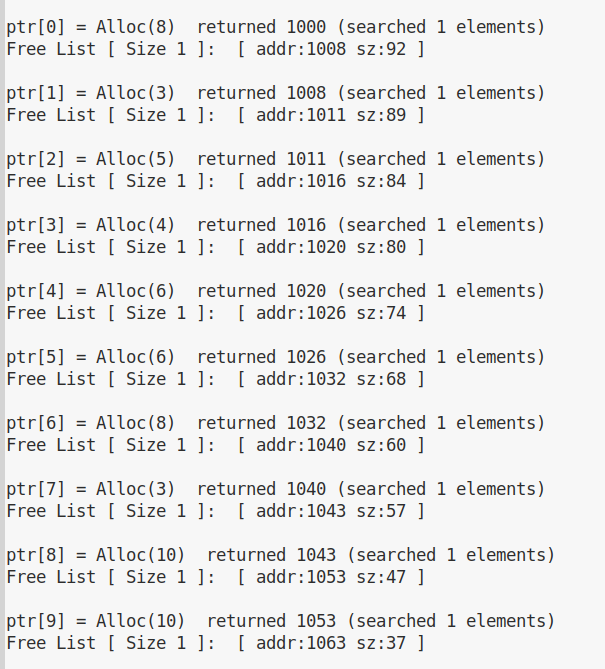 ptr[0] = Alloc(8)  returned 1000 (searched 1 elements)
Free List [ Size 1 ]:  [ addr:1008 sz:92 ]
ptr[1] = Alloc(3)  returned 1008 (searched 1 elements)
Free List [ Size 1 ]:  [ addr:1011 sz:89 ]
ptr[2] = Alloc(5)  returned 1011 (searched 1 elements)
Free List [ Size 1 ]:  [ addr:1016 sz:84 ]
ptr[3] = Alloc(4)  returned 1016 (searched 1 elements)
Free List [ Size 1 ]:  [ addr:1020 sz:80 ]
ptr[4] = Alloc(6)  returned 1020 (searched 1 elements)
Free List [ Size 1 ]:  [ addr:1026 sz:74 ]
ptr[5] = Alloc(6)  returned 1026 (searched 1 elements)
Free List [ Size 1 ]:  [ addr:1032 sz:68 ]
ptr[6] = Alloc(8)  returned 1032 (searched 1 elements)
Free List [ Size 1 ]:  [ addr:1040 sz:60 ]
ptr[7] = Alloc(3)  returned 1040 (searched 1 elements)
Free List [ Size 1 ]:  [ addr:1043 sz:57 ]
ptr[8] = Alloc(10)  returned 1043 (searched 1 elements)
Free List [ Size 1 ]:  [ addr:1053 sz:47 ]
ptr[9] = Alloc(10)  returned 1053 (searched 1 elements)
Free List [ Size 1 ]:  [ addr:1063 sz:37 ]